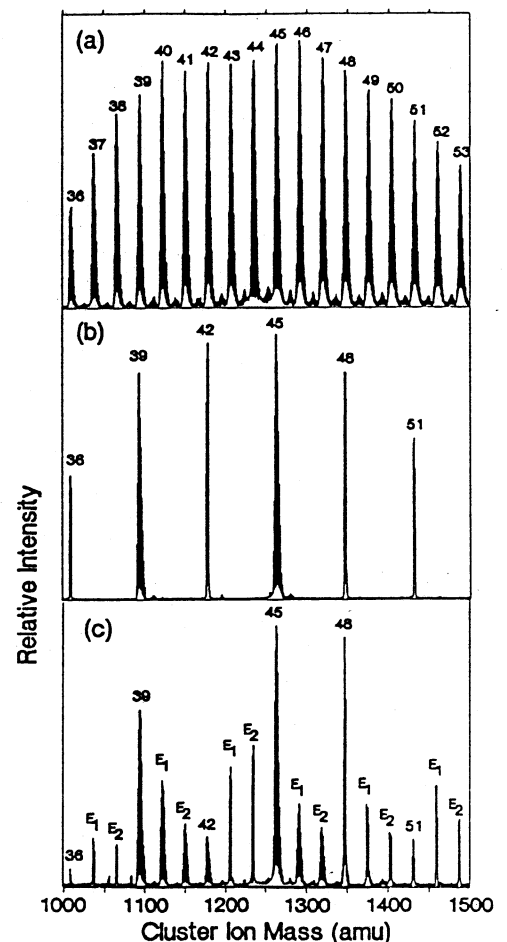 (a)
36 37 38 39 40 41 42 43 44 45 46 47 48 49 50 51 52 53
(b)
36 39 42 45 48 51
(c)
36 E1 E2 39 E1 E2 42 E1 E2 45 E1 E2 48 E1 E2 51 E1 E2
Relative Intensity
1000 1100 1200 1300 1400 1500
Cluster Ion Mass (amu)